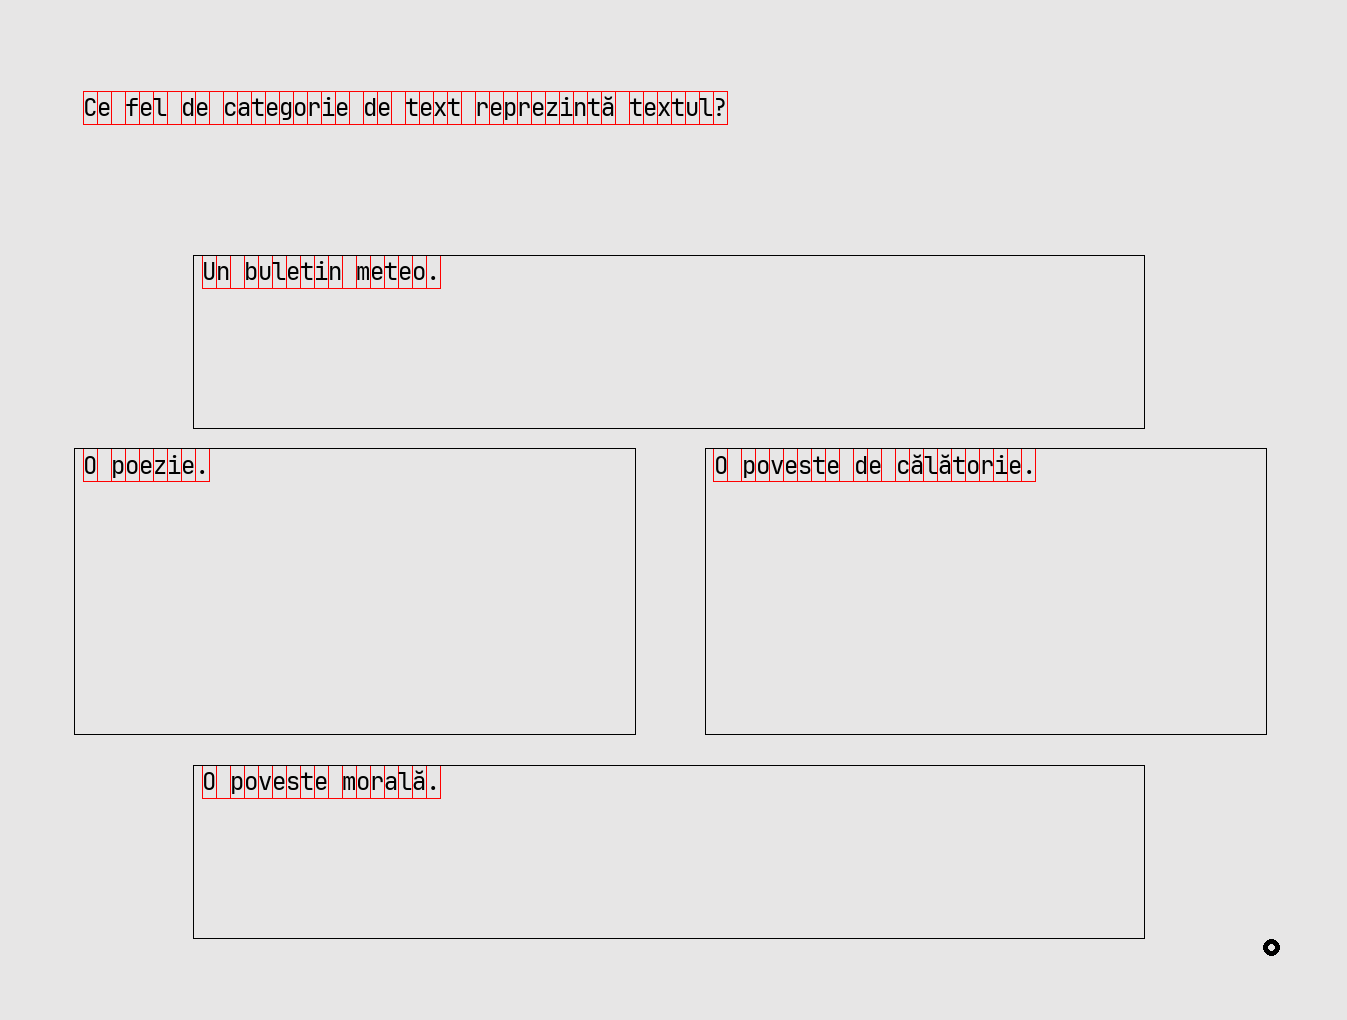 Ce fel de categorie de text reprezintă textul?
Un buletin meteo.
O poezie.
O poveste de călătorie.
O poveste morală.